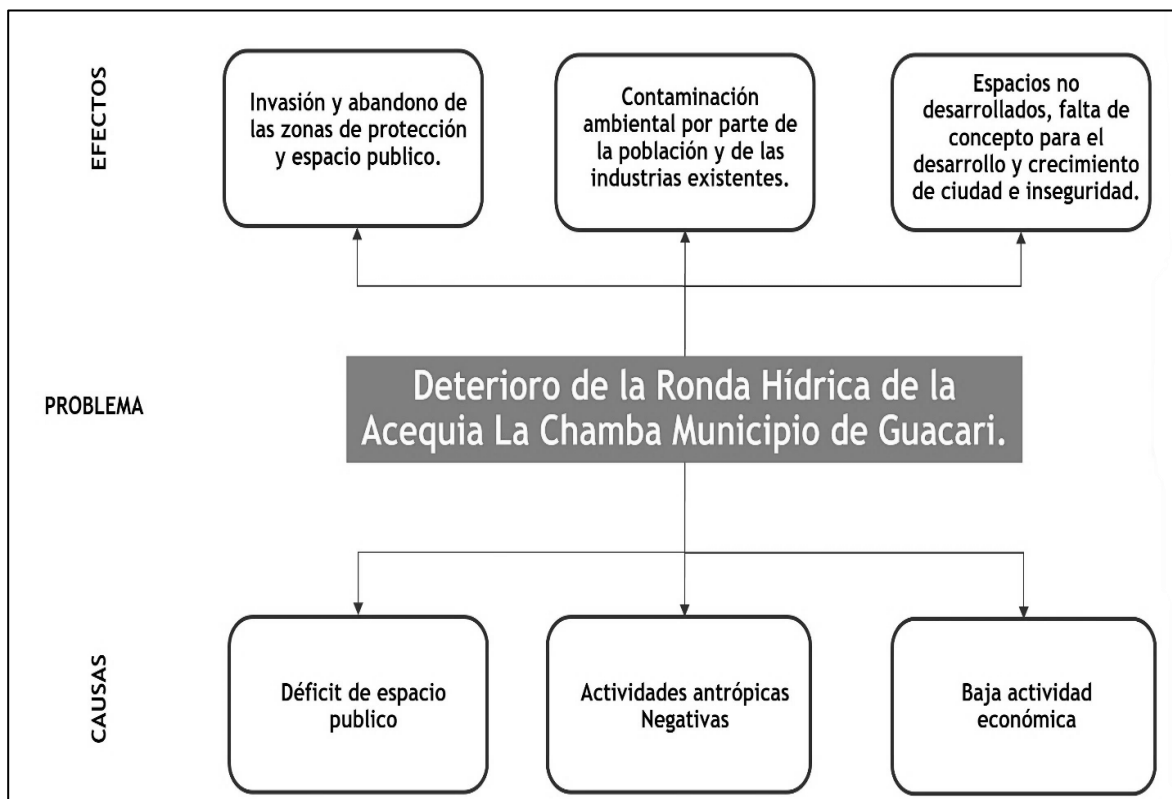 EFECTOS
Invasión y abandono de
las zonas de protección
y espacio publico.
Contaminación
ambiental por parte de
la población y de las
industrias existentes.
Espacios no
desarrollados, falta de
concepto para el
desarrollo y crecimiento
de ciudad e inseguridad.
PROBLEMA
Deterioro de la Ronda Hídrica de la
Acequia La Chamba Municipio de Guacari.
CAUSAS
Déficit de espacio
publico
Actividades antrópicas
Negativas
Baja actividad
económica